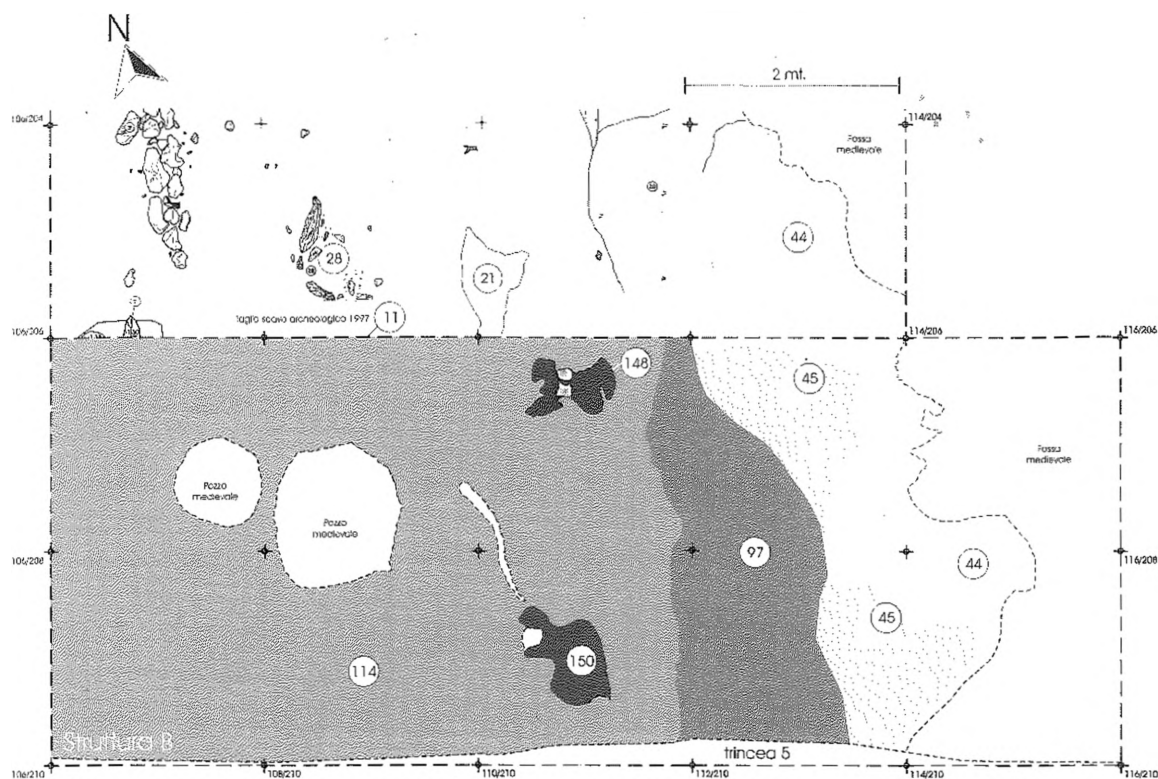 N
2 mt.
106/204
114/204
Fossa
medievale
28
44
21
taglio scavo archeologico 1997
11
106/206
114/206
116/206
148
45
Pozzo
medievale
Pozzo
medievale
Fossa
medievale
106/208
97
44
116/208
45
114
150
Struttura B
trincea 5
106/210
108/210
110/210
112/210
114/210
116/210